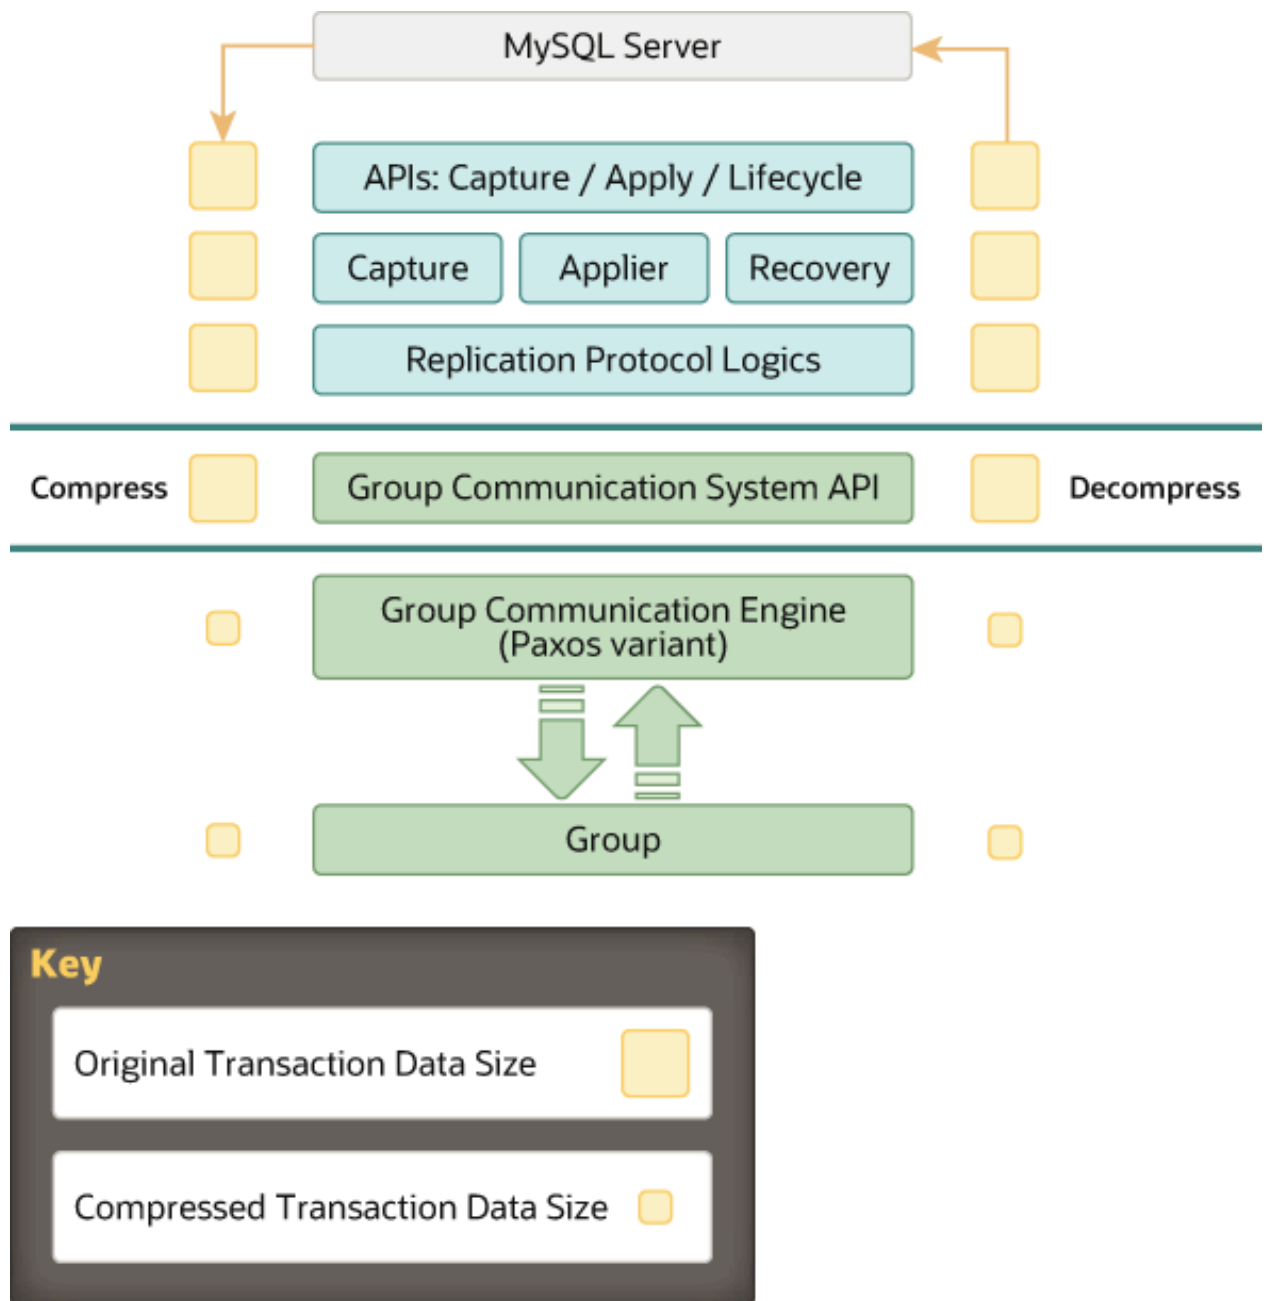 MySQL Server
APIs: Capture / Apply / Lifecycle
Capture
Applier
Recovery
Replication Protocol Logics
Compress
Group Communication System API
Decompress
Group Communication Engine
(Paxos variant)
Group
Key
Original Transaction Data Size
Compressed Transaction Data Size